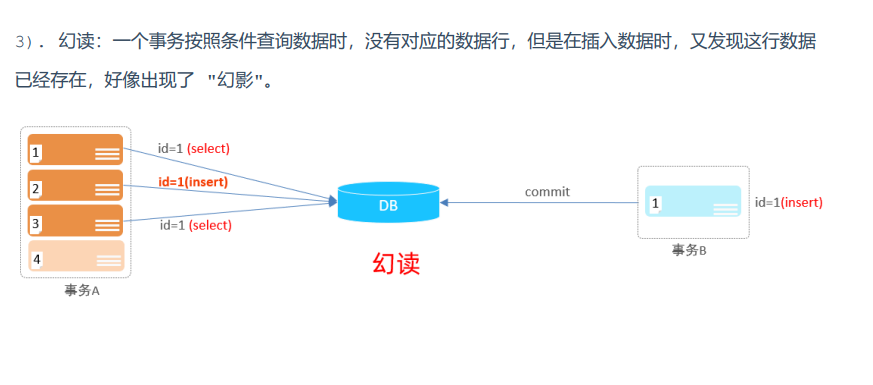 3）. 幻读：一个事务按照条件查询数据时，没有对应的数据行，但是在插入数据时，又发现这行数据
已经存在，好像出现了 "幻影"。
1
id=1 (select)
2
id=1(insert)
3
id=1 (select)
4
事务A
DB
幻读
commit
1
id=1(insert)
事务B